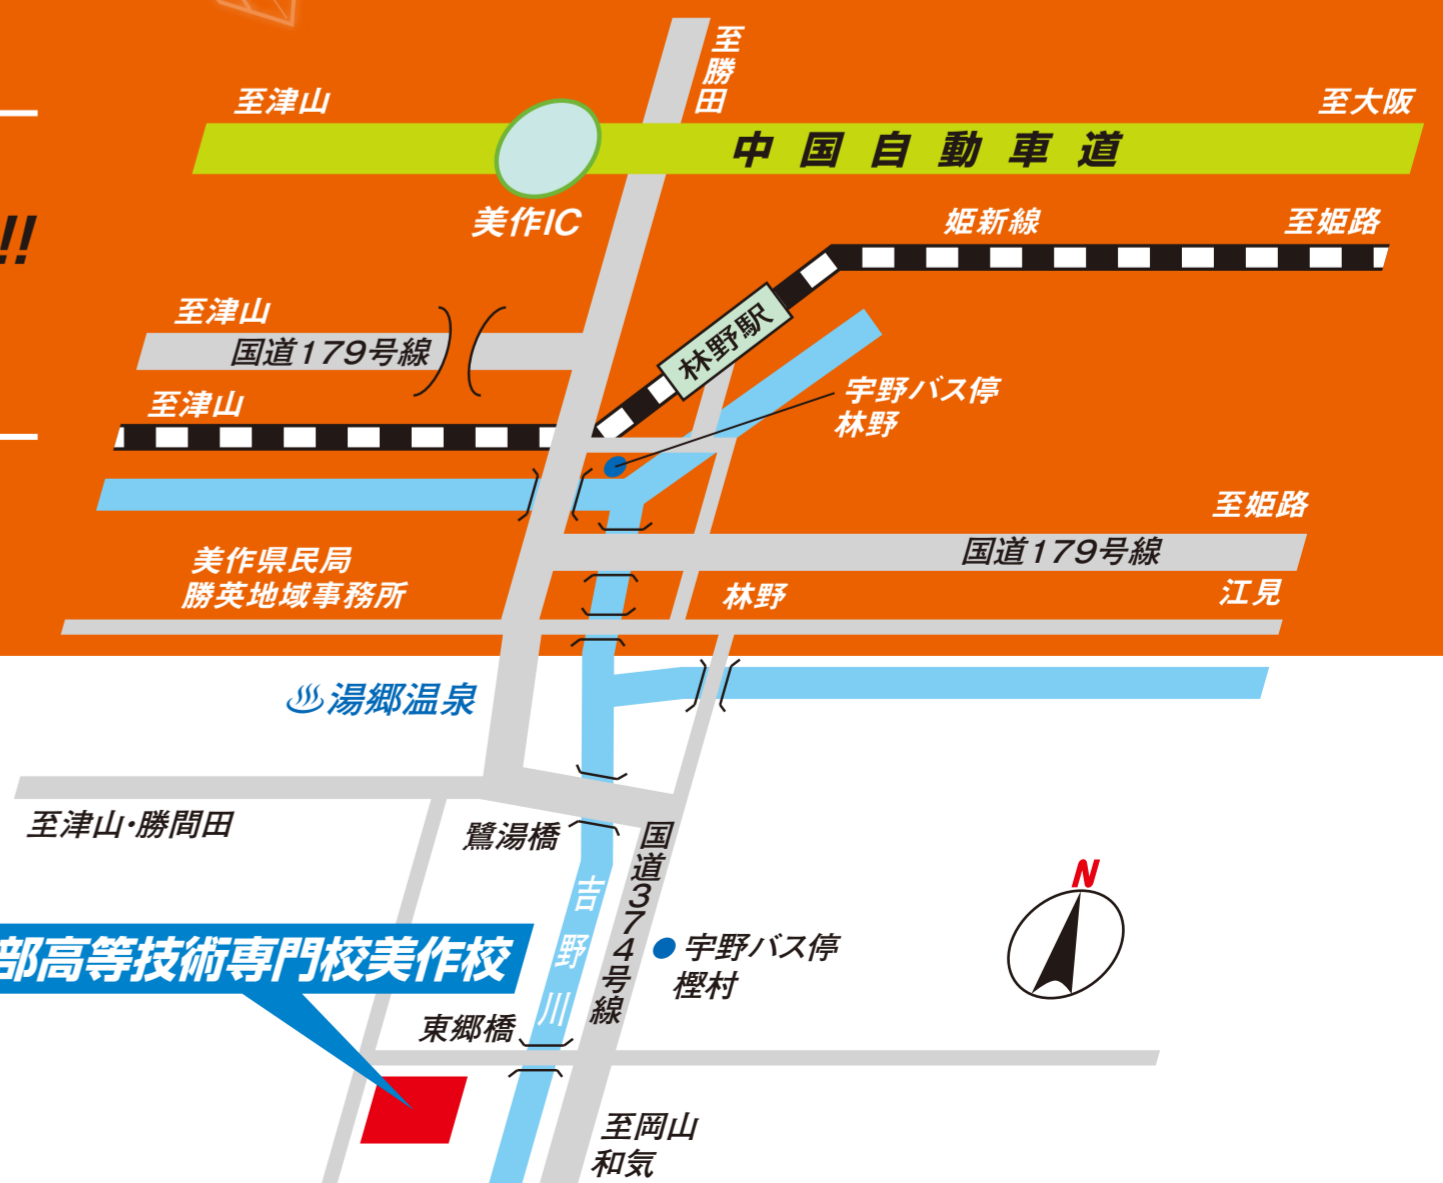 至勝田
至津山
至大阪
中国自動車道
!!
美作IC
姫新線
至姫路
至津山
国道179号線
林野駅
至津山
宇野バス停
林野
至姫路
国道179号線
美作県民局
勝英地域事務所
林野
江見
湯郷温泉
至津山・勝間田
鷺湯橋
国道374号線
吉野川
N
部高等技術専門校美作校
宇野バス停
樫村
東郷橋
至岡山
和気